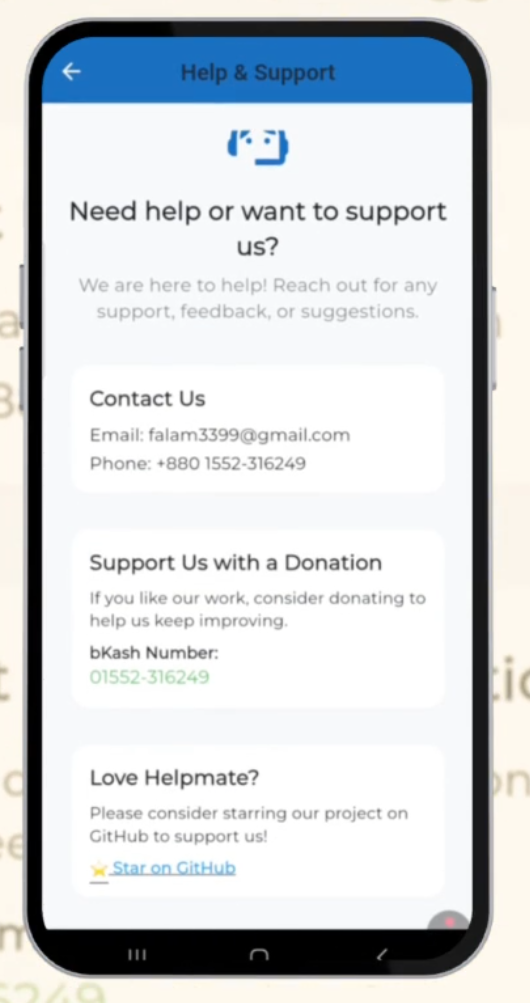 Help & Support
Need help or want to support
us?
We are here to help! Reach out for any
support, feedback, or suggestions.
Contact Us
Email: falam3399@gmail.com
Phone: +880 1552-316249
Support Us with a Donation
If you like our work, consider donating to
help us keep improving.
bKash Number:
01552-316249
Love Helpmate?
Please consider starring our project on
GitHub to support us!
⭐ Star on GitHub
6249